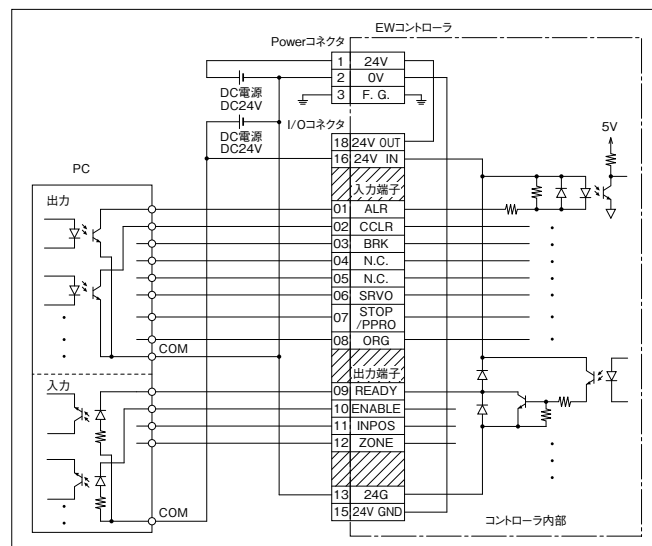 EWコントローラ
Powerコネクタ
1 24V
2 0V
3 F. G.
DC電源
DC24V
DC電源
DC24V
I/Oコネクタ
18 24V OUT
16 24V IN
5V
PC
入力端子
出力
01 ALR
02 CCLR
03 BRK
04 N.C.
05 N.C.
06 SRVO
07 STOP
/PPRO
08 ORG
COM
出力端子
入力
09 READY
10 ENABLE
11 INPOS
12 ZONE
13 24G
COM
15 24V GND
コントローラ内部